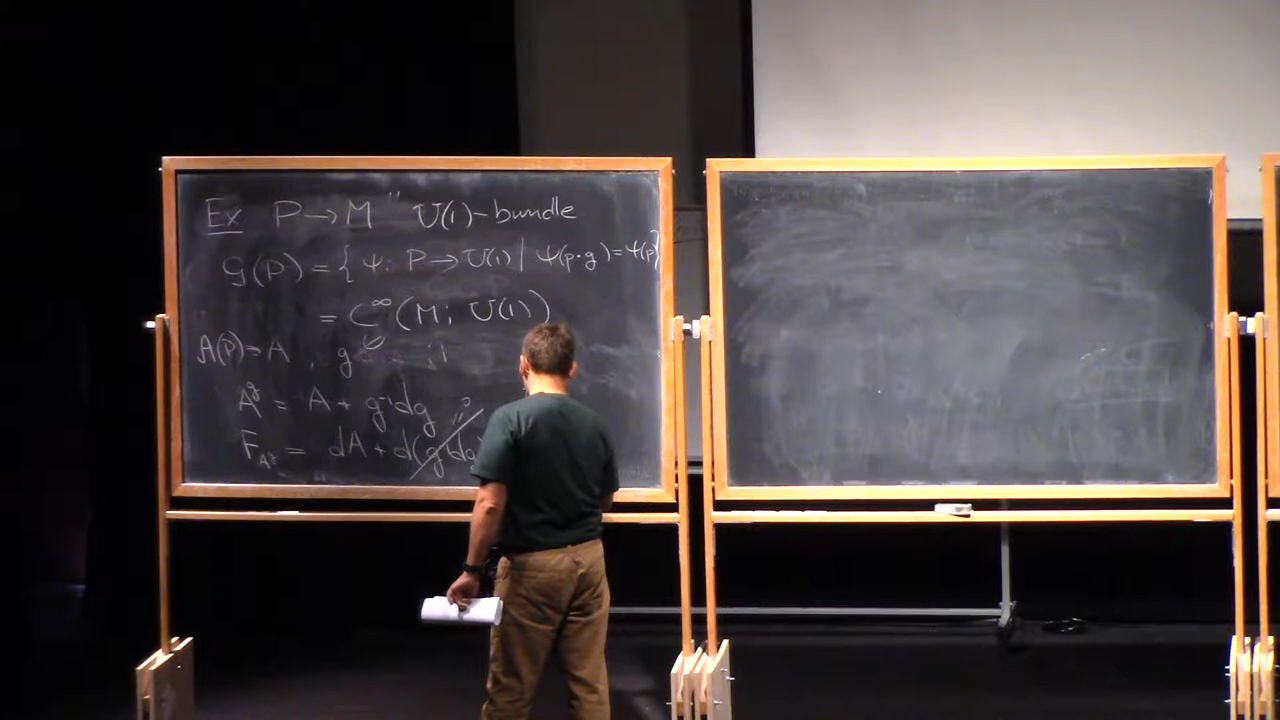 Ex P → M U(1)-bundle
G(P) = { ψ: P → U(1) | ψ(p·g) = ψ(p) }
= C^∞(M; U(1))
A(P) ∋ A , g
A^g = A + g⁻¹dg
F_{A^g} = dA + d(g⁻¹dg)